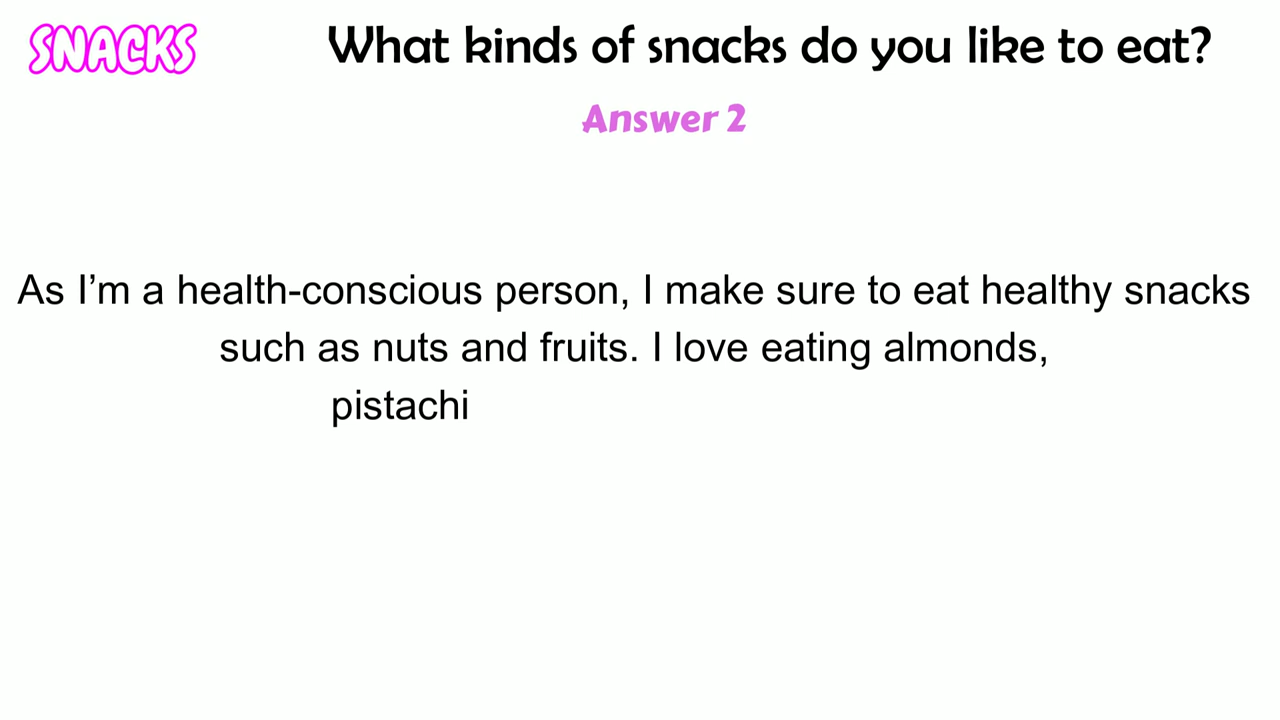 SNACKS
What kinds of snacks do you like to eat?
Answer 2
As I’m a health-conscious person, I make sure to eat healthy snacks
such as nuts and fruits. I love eating almonds,
pistachi